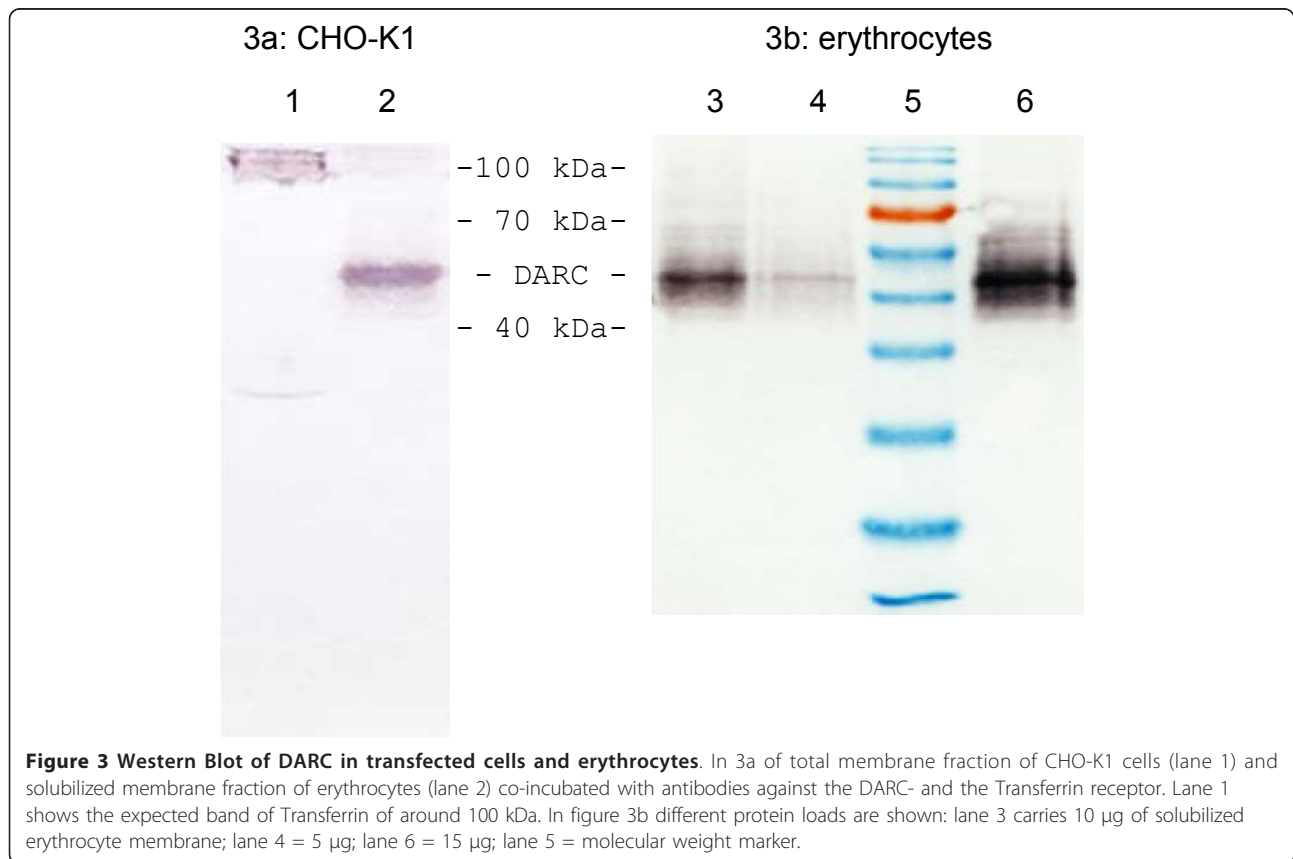 3a: CHO-K1
3b: erythrocytes
1 2
3 4 5 6
-100 kDa-
- 70 kDa-
- DARC -
- 40 kDa-
Figure 3 Western Blot of DARC in transfected cells and erythrocytes. In 3a of total membrane fraction of CHO-K1 cells (lane 1) and
solubilized membrane fraction of erythrocytes (lane 2) co-incubated with antibodies against the DARC- and the Transferrin receptor. Lane 1
shows the expected band of Transferrin of around 100 kDa. In figure 3b different protein loads are shown: lane 3 carries 10 μg of solubilized
erythrocyte membrane; lane 4 = 5 μg; lane 6 = 15 μg; lane 5 = molecular weight marker.